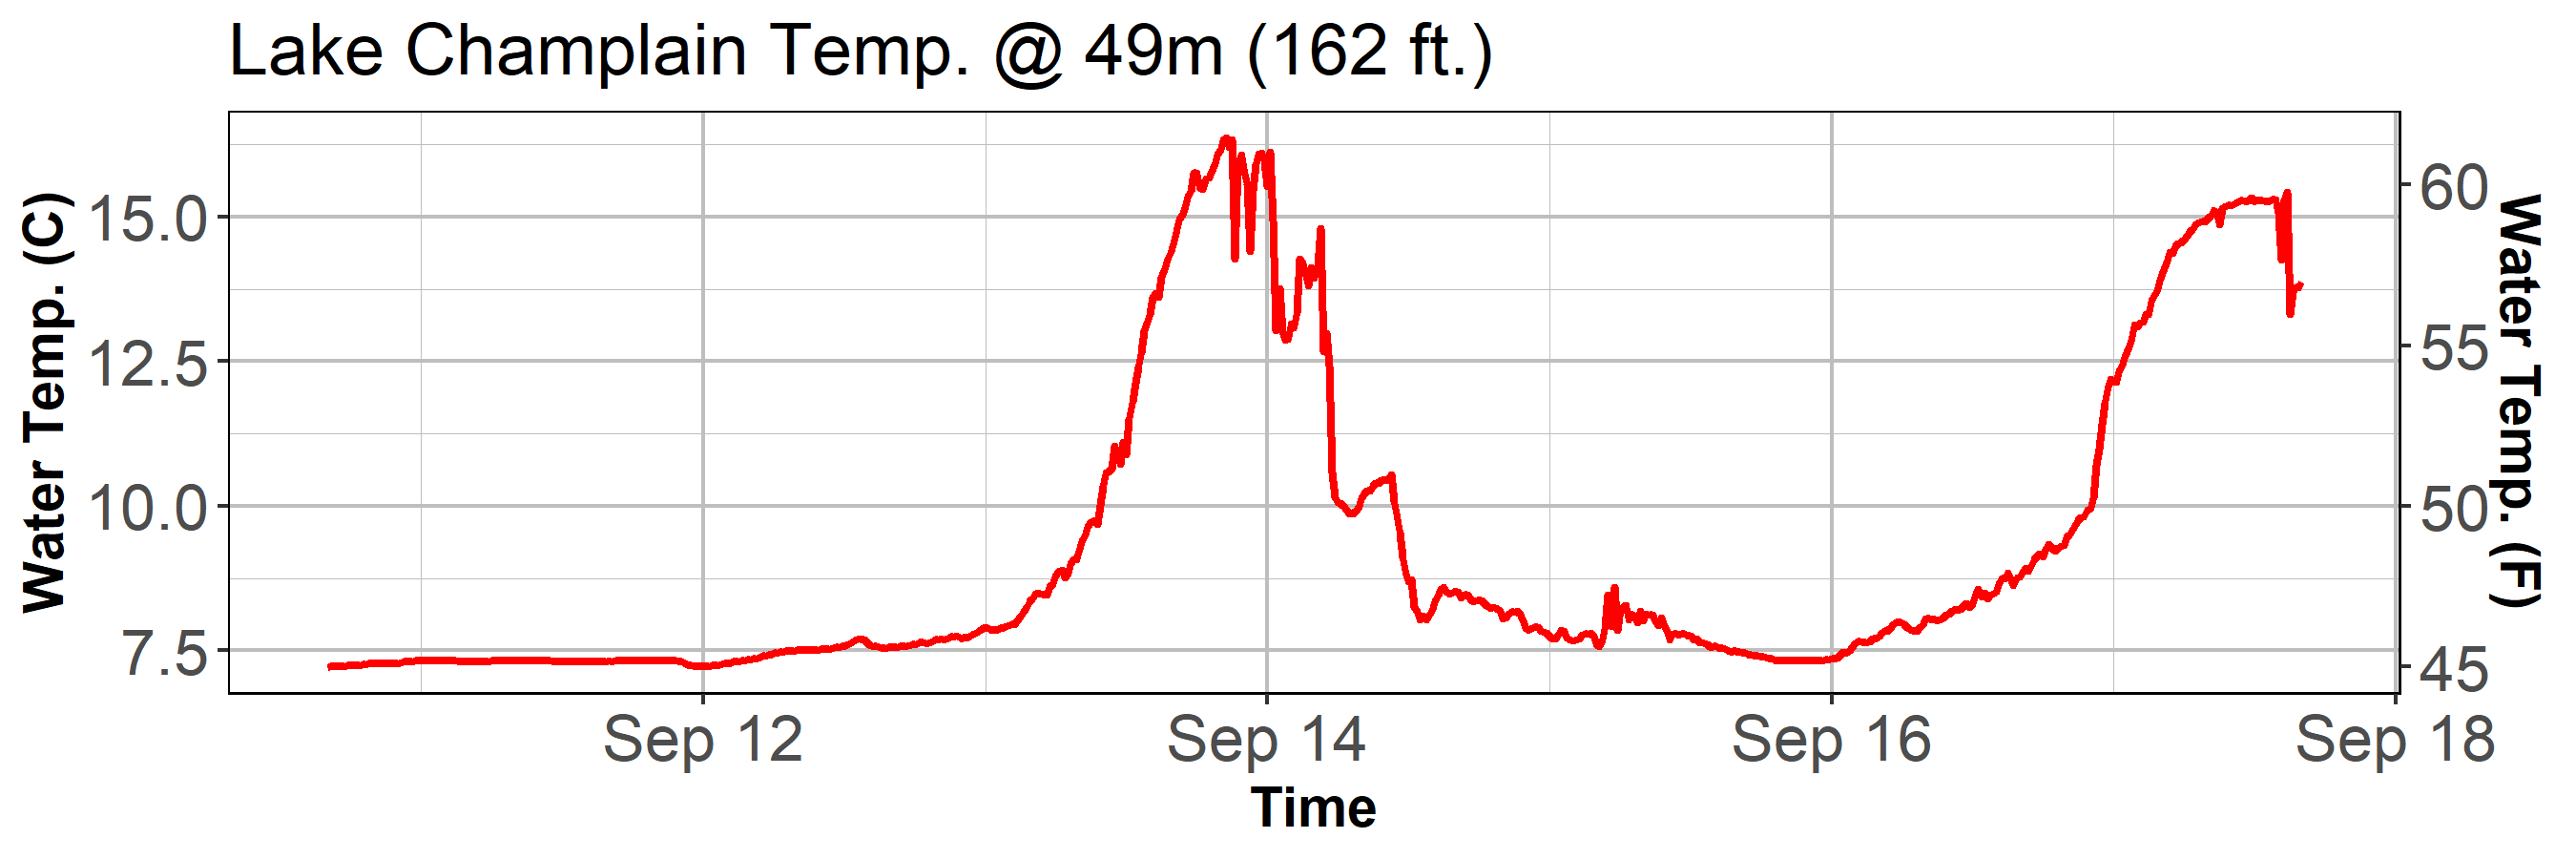 Lake Champlain Temp. @ 49m (162 ft.)
Water Temp. (C)
15.0
12.5
10.0
7.5
60
55
50
45
Water Temp. (F)
Sep 12
Sep 14
Sep 16
Sep 18
Time